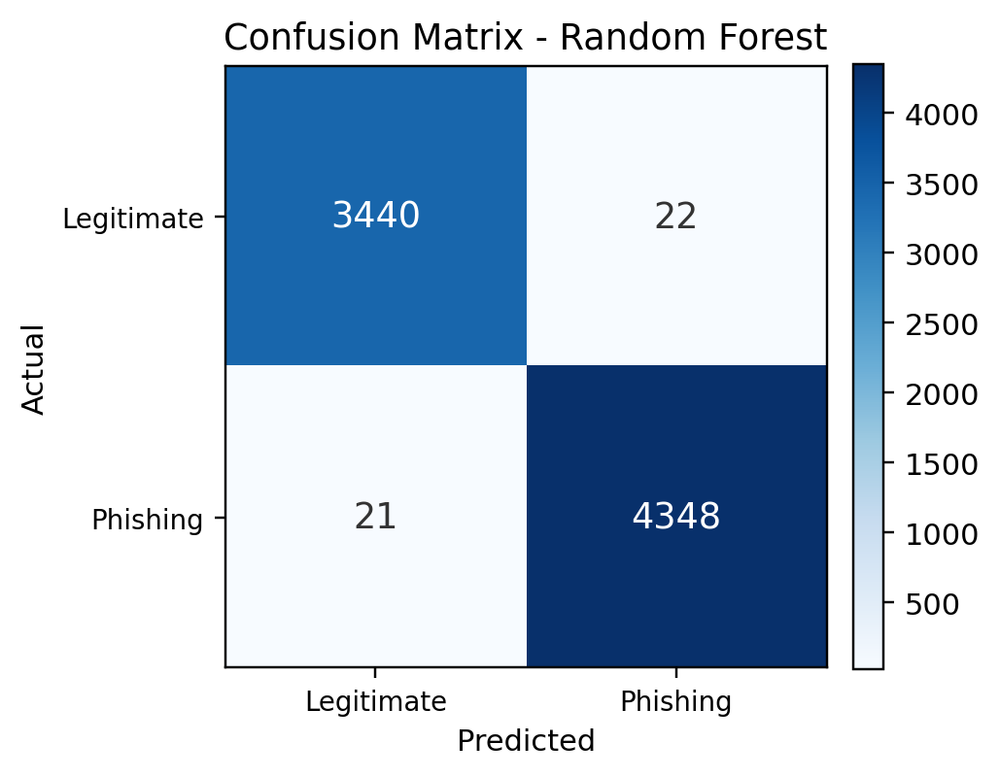 Confusion Matrix - Random Forest
Actual
Legitimate
3440
22
Phishing
21
4348
Legitimate
Phishing
Predicted
4000
3500
3000
2500
2000
1500
1000
500